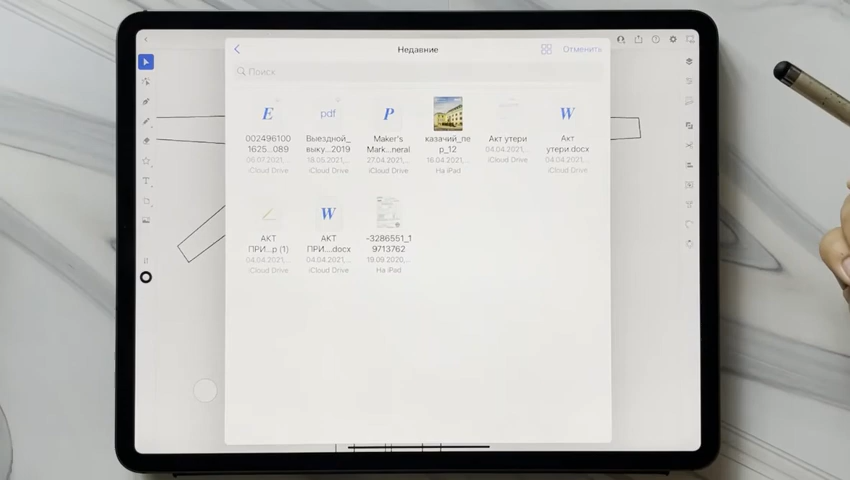 Недавние
Отменить
Поиск
E
pdf
P
W
002496100
1625...089
06.07.2021,...
iCloud Drive
Выездной_
выку...2019
18.05.2021,...
iCloud Drive
Maker's
Mark...neral
27.04.2021,...
iCloud Drive
казачий_пе
р_12
18.04.2021,...
На iPad
Акт утери
04.04.2021,...
iCloud Drive
Акт
утери.docx
04.04.2021,...
iCloud Drive
W
АКТ
ПРИ...р (1)
04.04.2021,...
iCloud Drive
АКТ
ПРИ....docx
04.04.2021,...
iCloud Drive
-3286551_1
9713762
19.09.2020,...
На iPad